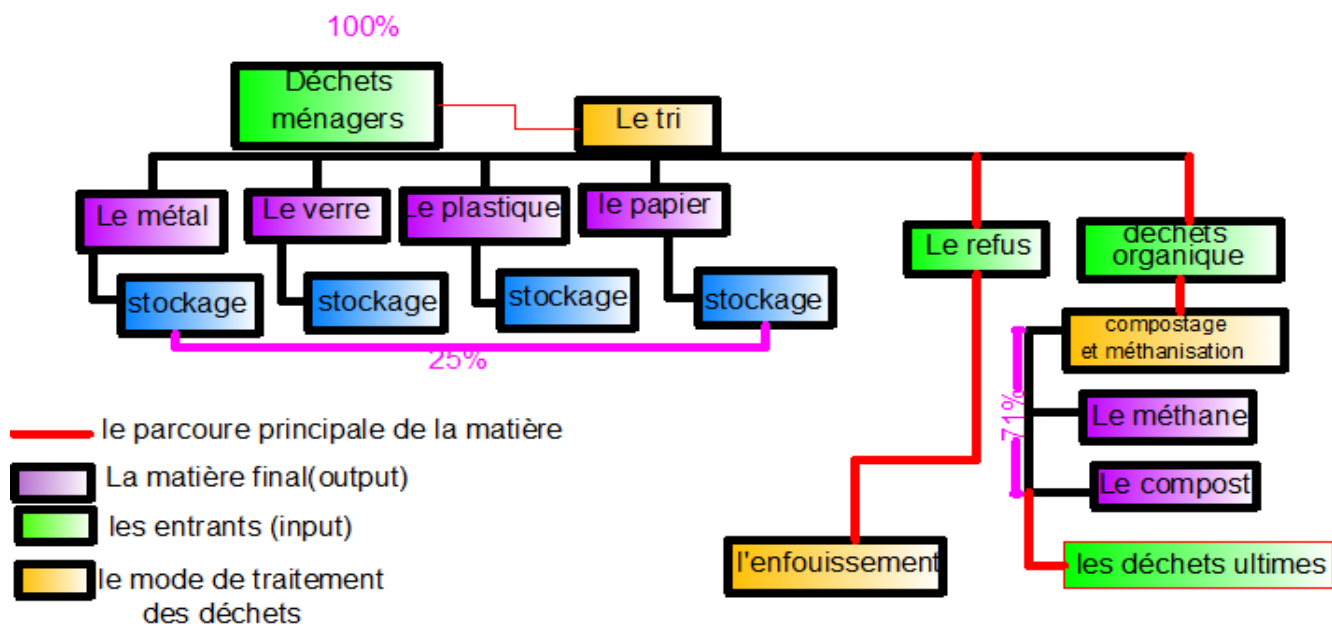 100%
Déchets
ménagers
Le tri
Le métal
Le verre
Le plastique
le papier
Le refus
déchets
organique
stockage
stockage
stockage
stockage
25%
compostage
et méthanisation
71%
Le méthane
Le compost
l'enfouissement
les déchets ultimes
le parcoure principale de la matière
La matière final(output)
les entrants (input)
le mode de traitement
des déchets